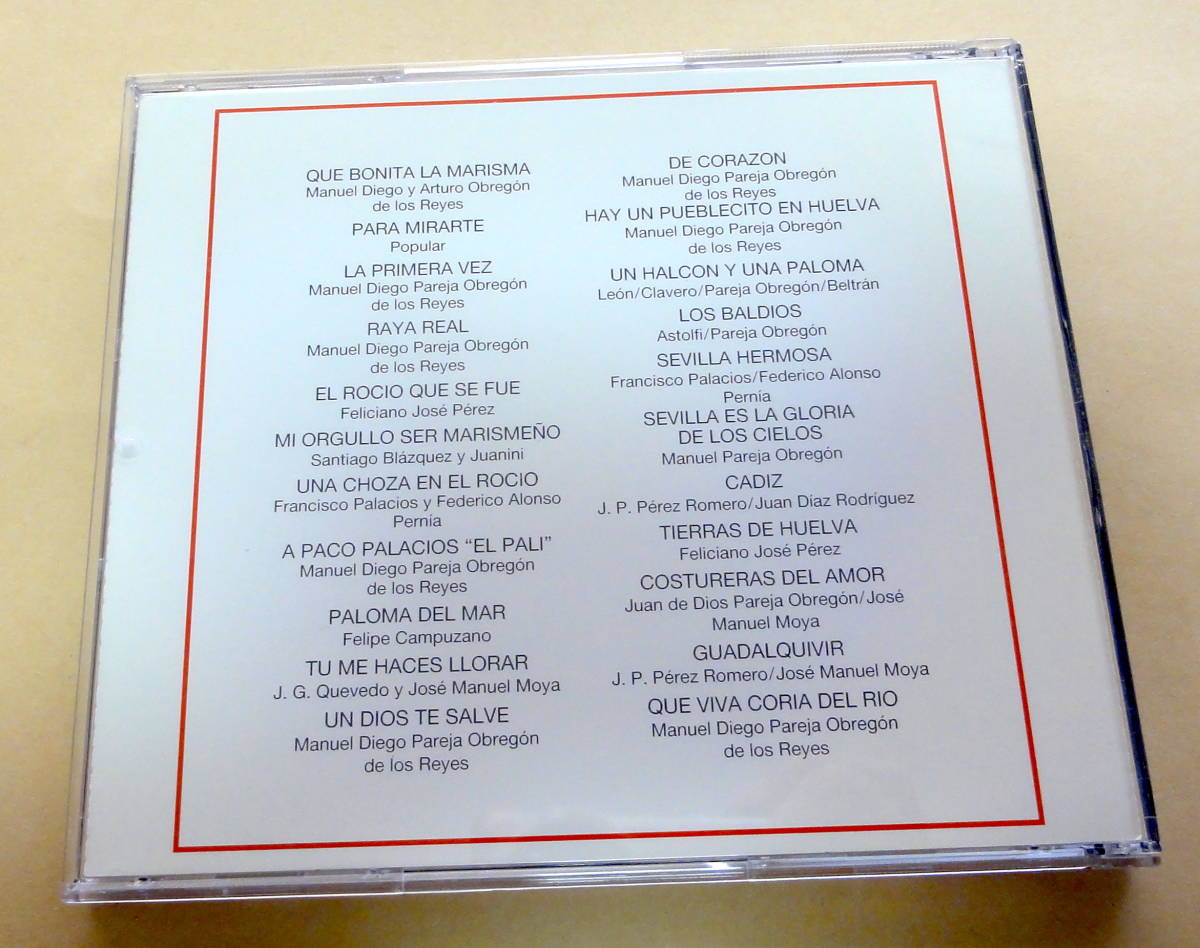 QUE BONITA LA MARISMA
Manuel Diego y Arturo Obregón
de los Reyes
PARA MIRARTE
Popular
LA PRIMERA VEZ
Manuel Diego Pareja Obregón
de los Reyes
RAYA REAL
Manuel Diego Pareja Obregón
de los Reyes
EL ROCIO QUE SE FUE
Feliciano José Pérez
MI ORGULLO SER MARISMEÑO
Santiago Blázquez y Juanini
UNA CHOZA EN EL ROCIO
Francisco Palacios y Federico Alonso
Pernía
A PACO PALACIOS “EL PALI”
Manuel Diego Pareja Obregón
de los Reyes
PALOMA DEL MAR
Felipe Campuzano
TU ME HACES LLORAR
J. G. Quevedo y José Manuel Moya
UN DIOS TE SALVE
Manuel Diego Pareja Obregón
de los Reyes
DE CORAZON
Manuel Diego Pareja Obregón
de los Reyes
HAY UN PUEBLECITO EN HUELVA
Manuel Diego Pareja Obregón
de los Reyes
UN HALCON Y UNA PALOMA
León/Clavero/Pareja Obregón/Beltrán
LOS BALDIOS
Astolfi/Pareja Obregón
SEVILLA HERMOSA
Francisco Palacios/Federico Alonso
Pernía
SEVILLA ES LA GLORIA
DE LOS CIELOS
Manuel Pareja Obregón
CADIZ
J. P. Pérez Romero/Juan Díaz Rodríguez
TIERRAS DE HUELVA
Feliciano José Pérez
COSTURERAS DEL AMOR
Juan de Dios Pareja Obregón/José
Manuel Moya
GUADALQUIVIR
J. P. Pérez Romero/José Manuel Moya
QUE VIVA CORIA DEL RIO
Manuel Diego Pareja Obregón
de los Reyes